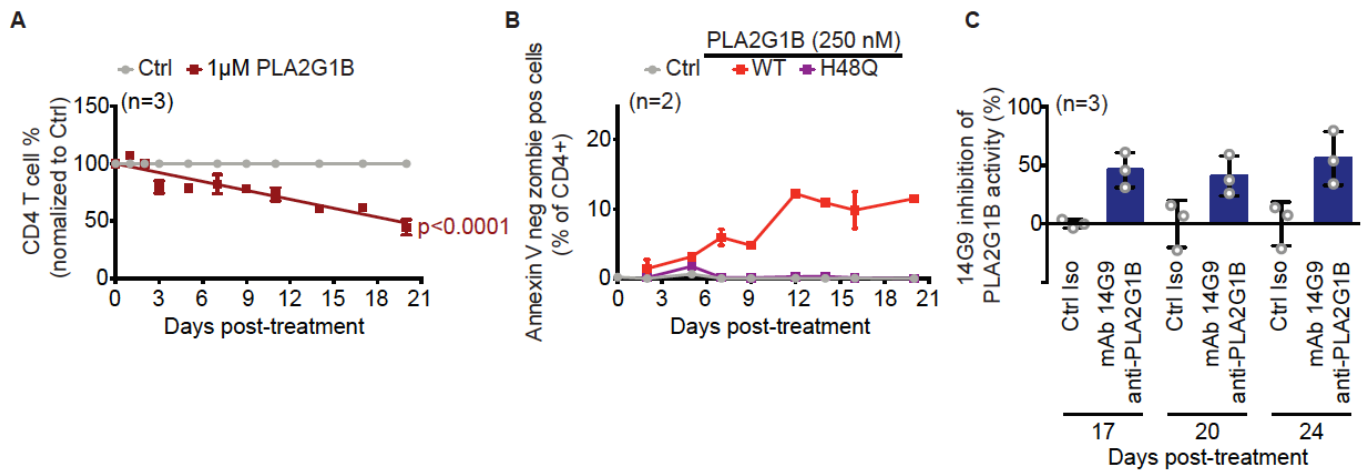 A
Ctrl 1µM PLA2G1B
(n=3)
CD4 T cell %
(nomalized to Ctrl)
150
100
50
0
p<0.0001
0 3 6 9 12 15 18 21
Days post-treatment
B
PLA2G1B (250 nM)
Ctrl WT H48Q
(n=2)
Annexin V neg zombie pos cells
(% of CD4+)
20
10
0
0 3 6 9 12 15 18 21
Days post-treatment
C
(n=3)
14G9 inhibition of
PLA2G1B activity (%)
100
50
0
Ctrl Iso
mAb 14G9
anti-PLA2G1B
Ctrl Iso
mAb 14G9
anti-PLA2G1B
Ctrl Iso
mAb 14G9
anti-PLA2G1B
17 20 24
Days post-treatment